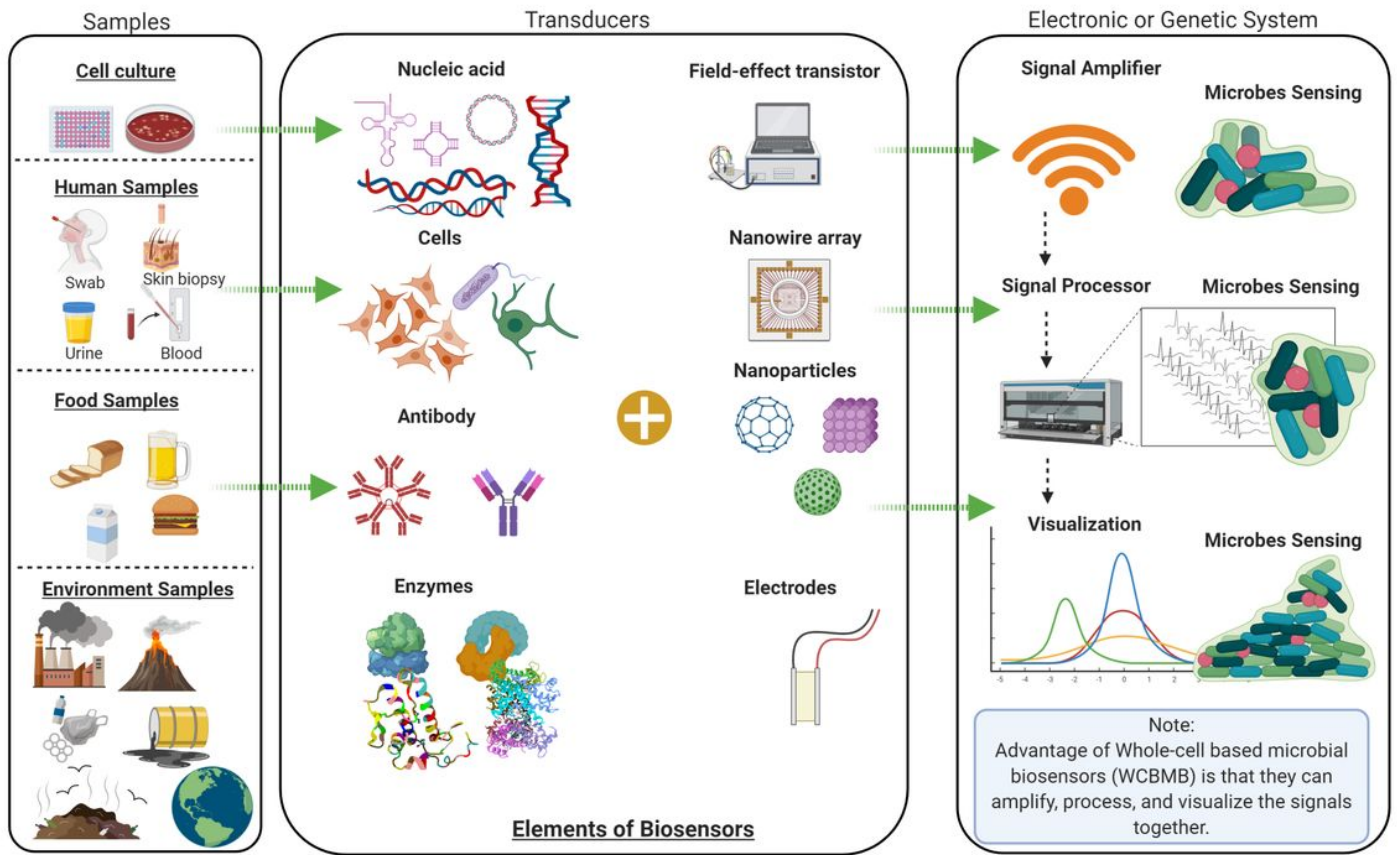 Samples
Cell culture
Human Samples
Swab
Skin biopsy
Urine
Blood
Food Samples
Environment Samples
Transducers
Nucleic acid
Cells
Antibody
Enzymes
Field-effect transistor
Nanowire array
Nanoparticles
Electrodes
Elements of Biosensors
Electronic or Genetic System
Signal Amplifier
Microbes Sensing
Signal Processor
Microbes Sensing
Visualization
Microbes Sensing
-5 -4 -3 -2 -1 0 1 2
Note:
Advantage of Whole-cell based microbial
biosensors (WCBMB) is that they can
amplify, process, and visualize the signals
together.